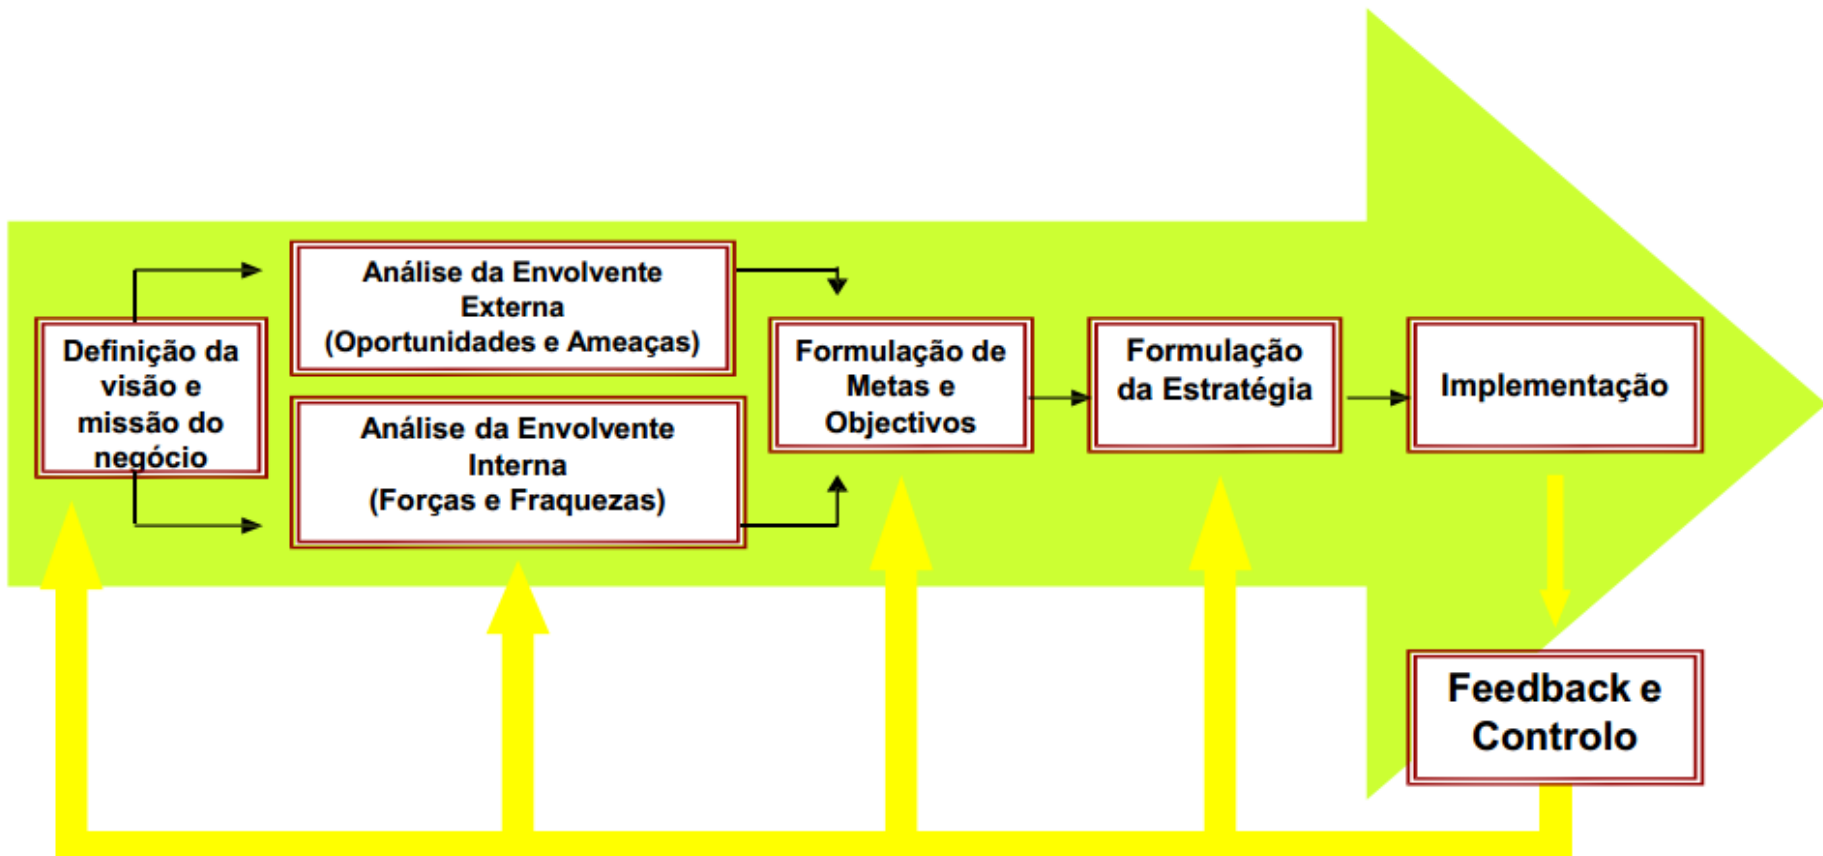 Definição da
visão e
missão do
negócio
Análise da Envolvente
Externa
(Oportunidades e Ameaças)
Análise da Envolvente
Interna
(Forças e Fraquezas)
Formulação de
Metas e
Objectivos
Formulação
da Estratégia
Implementação
Feedback e
Controlo